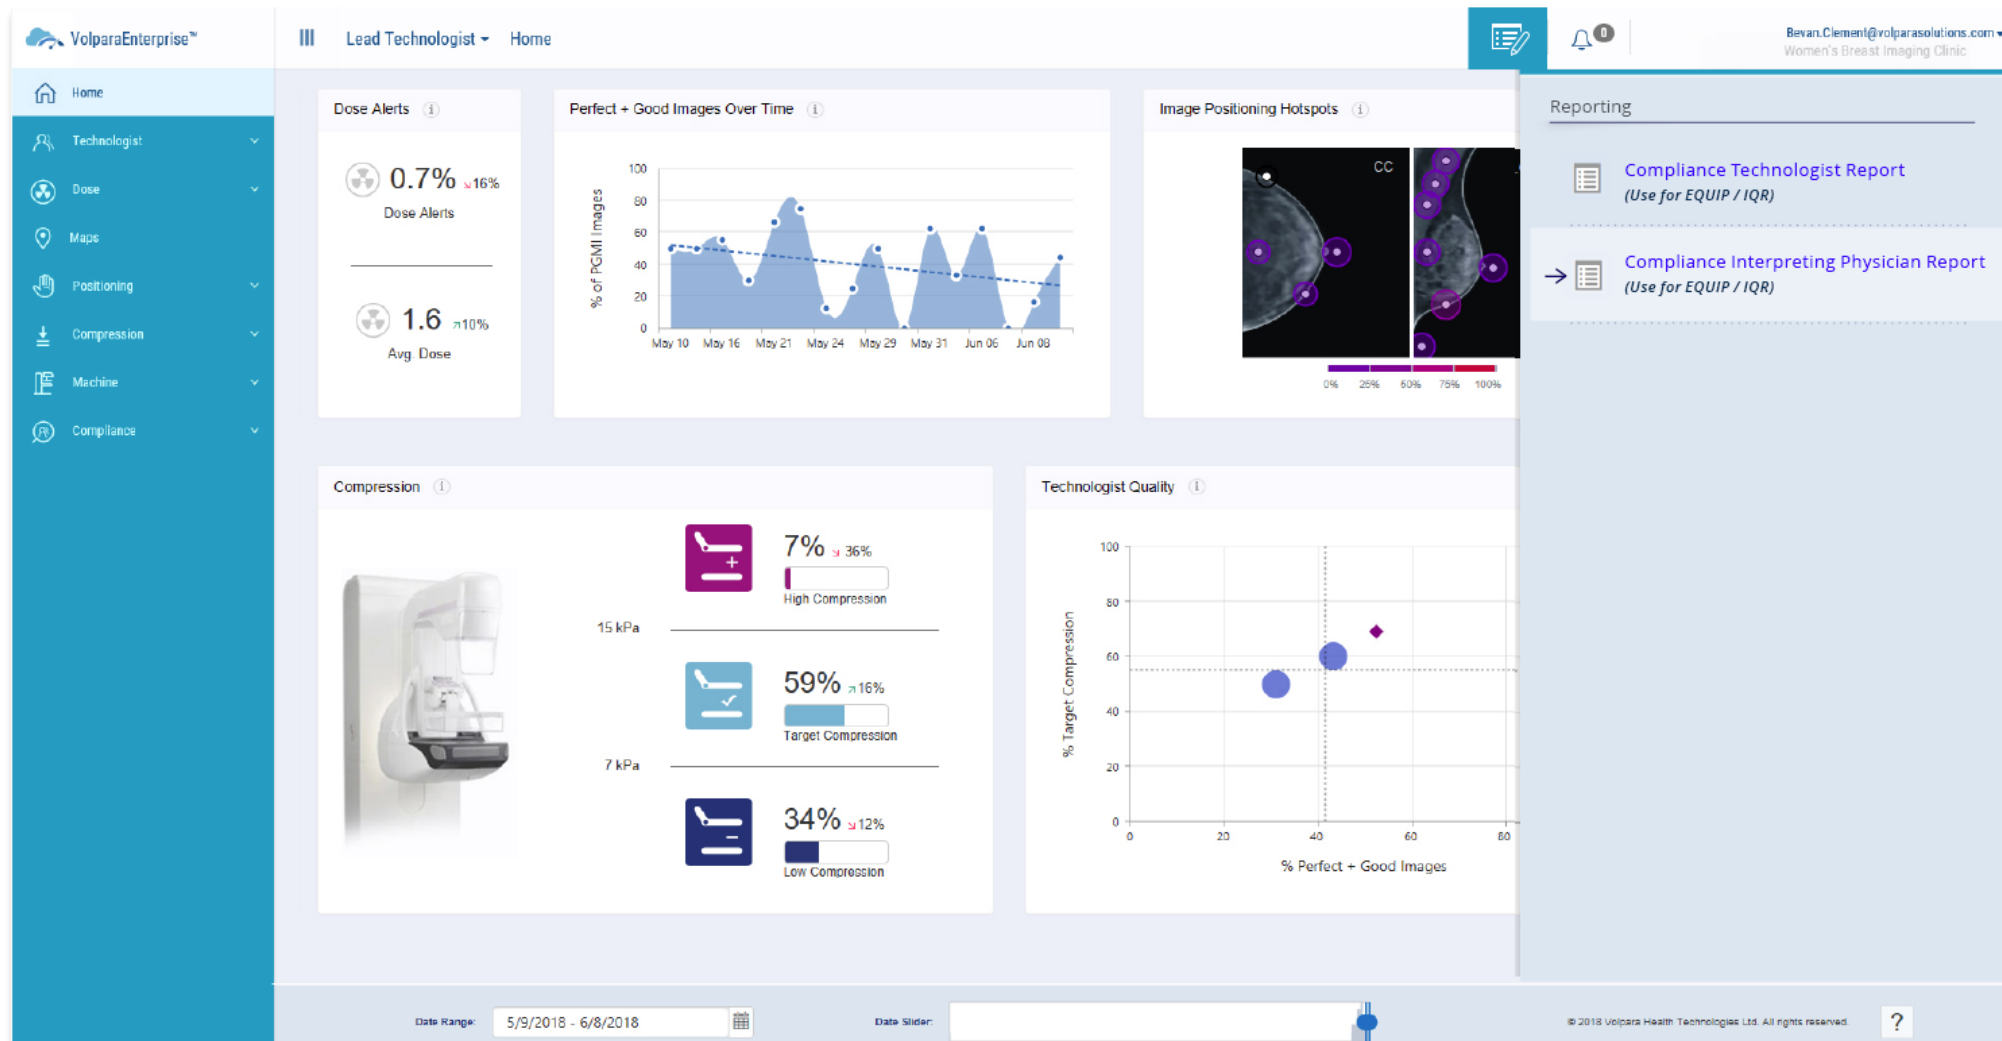 VolparaEnterprise™
Lead Technologist
Home
0
Bevan.Clement@volparasolutions.com
Women's Breast Imaging Clinic
Home
Technologist
Dose
Maps
Positioning
Compression
Machine
Compliance
Dose Alerts
0.7% 16%
Dose Alerts
1.6 10%
Avg. Dose
Perfect + Good Images Over Time
% of PGMI Images
100
80
60
40
20
0
May 10 May 16 May 21 May 24 May 29 May 31 Jun 06 Jun 08
Image Positioning Hotspots
CC
0% 25% 50% 75% 100%
Reporting
Compliance Technologist Report
(Use for EQUIP / IQR)
Compliance Interpreting Physician Report
(Use for EQUIP / IQR)
Compression
7% 36%
High Compression
15 kPa
59% 16%
Target Compression
7 kPa
34% 12%
Low Compression
Technologist Quality
% Target Compression
100
80
60
40
20
0
0 20 40 60 80
% Perfect + Good Images
Date Range:
5/9/2018 - 6/8/2018
Date Slider:
© 2018 Volpara Health Technologies Ltd. All rights reserved.
?